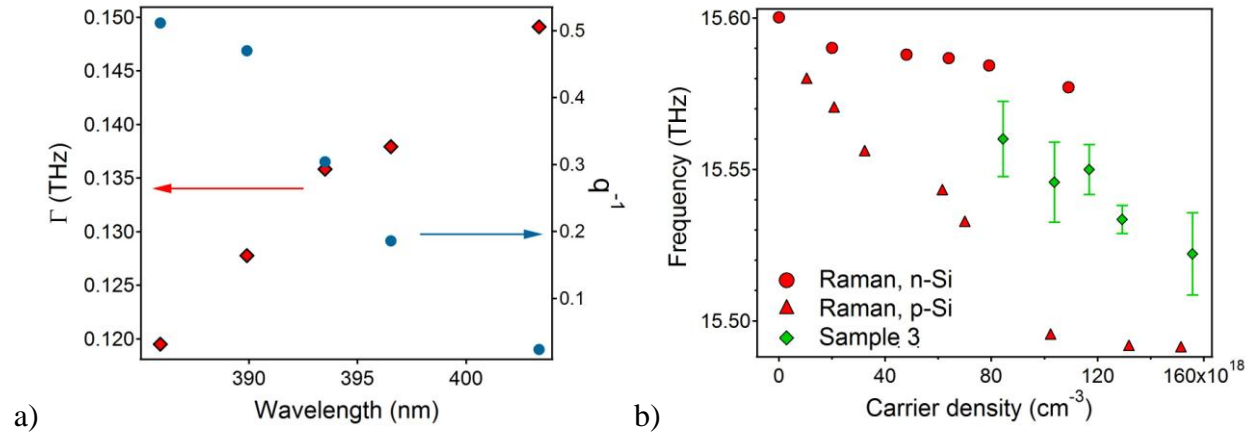 0.150
0.145
0.140
0.135
0.130
0.125
0.120
Γ (THz)
0.5
0.4
0.3
0.2
0.1
q⁻¹
390
395
400
Wavelength (nm)
a)
15.60
15.55
15.50
Frequency (THz)
Raman, n-Si
Raman, p-Si
Sample 3
0
40
80
120
160x10¹⁸
Carrier density (cm⁻³)
b)